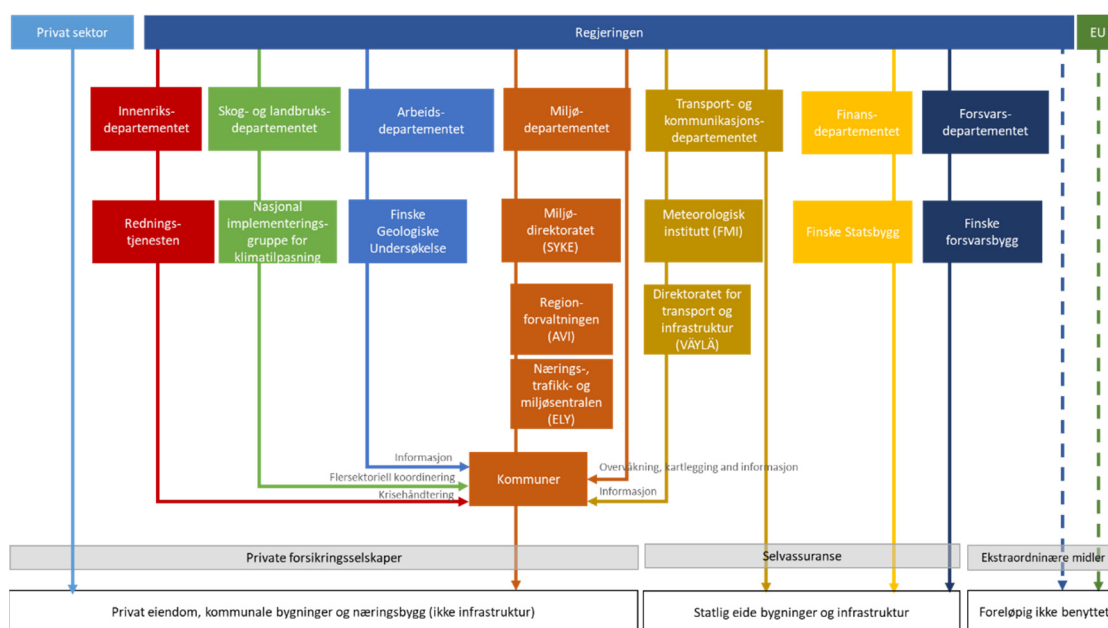 Privat sektor
Regjeringen
EU
Innenriks-
departementet
Skog- og landbruks-
departementet
Arbeids-
departementet
Miljø-
departementet
Transport- og
kommunikasjons-
departementet
Finans-
departementet
Forsvars-
departementet
Rednings-
tjenesten
Nasjonal
implementerings-
gruppe for
klimatilpasning
Finske
Geologiske
Undersøkelse
Miljø-
direktoratet
(SYKE)
Meteorologisk
institutt (FMI)
Finske Statsbygg
Finske
forsvarsbygg
Region-
forvaltningen
(AVI)
Direktoratet for
transport og
infrastruktur
(VÄYLÄ)
Nærings-,
trafikk- og
miljøsentralen
(ELY)
Informasjon
Flersektoriell koordinering
Krisehåndtering
Kommuner
Overvåkning, kartlegging and informasjon
Informasjon
Private forsikringsselskaper
Selvassuranse
Ekstraordninære midler
Privat eiendom, kommunale bygninger og næringsbygg (ikke infrastruktur)
Statlig eide bygninger og infrastruktur
Foreløpig ikke benyttet